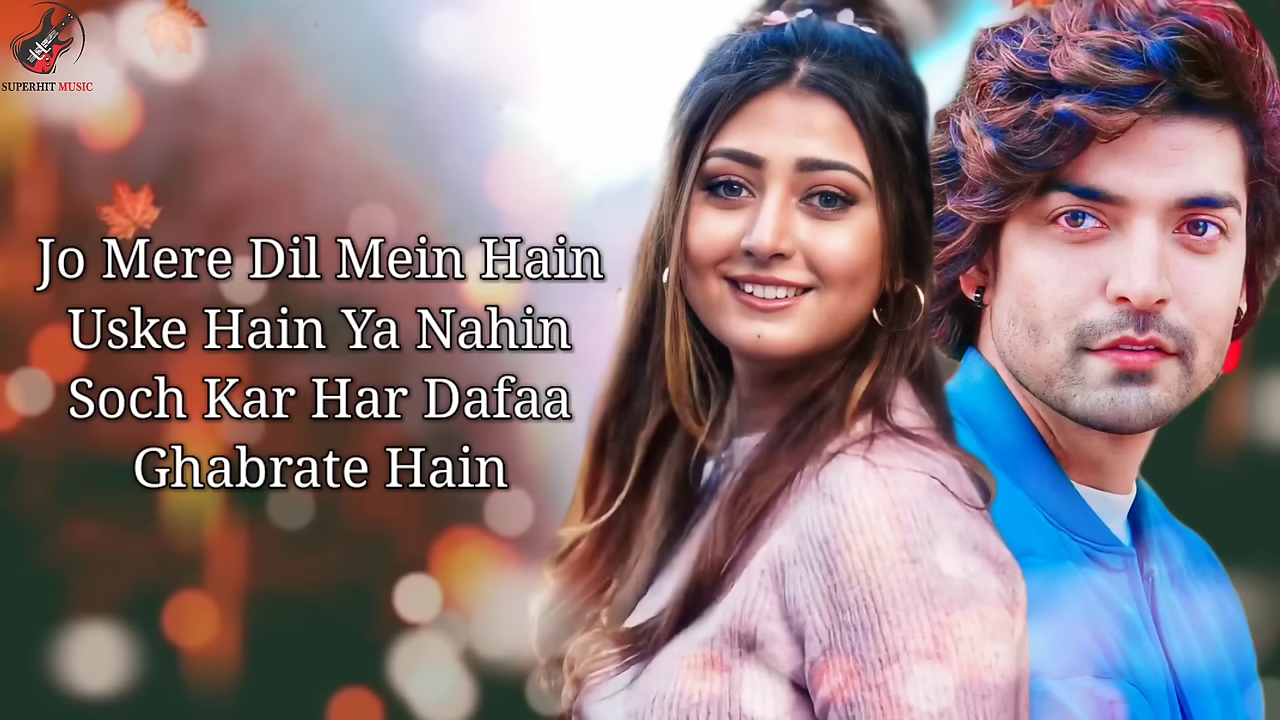 SUPERHIT MUSIC
Jo Mere Dil Mein Hain
Uske Hain Ya Nahin
Soch Kar Har Dafaa
Ghabrate Hain